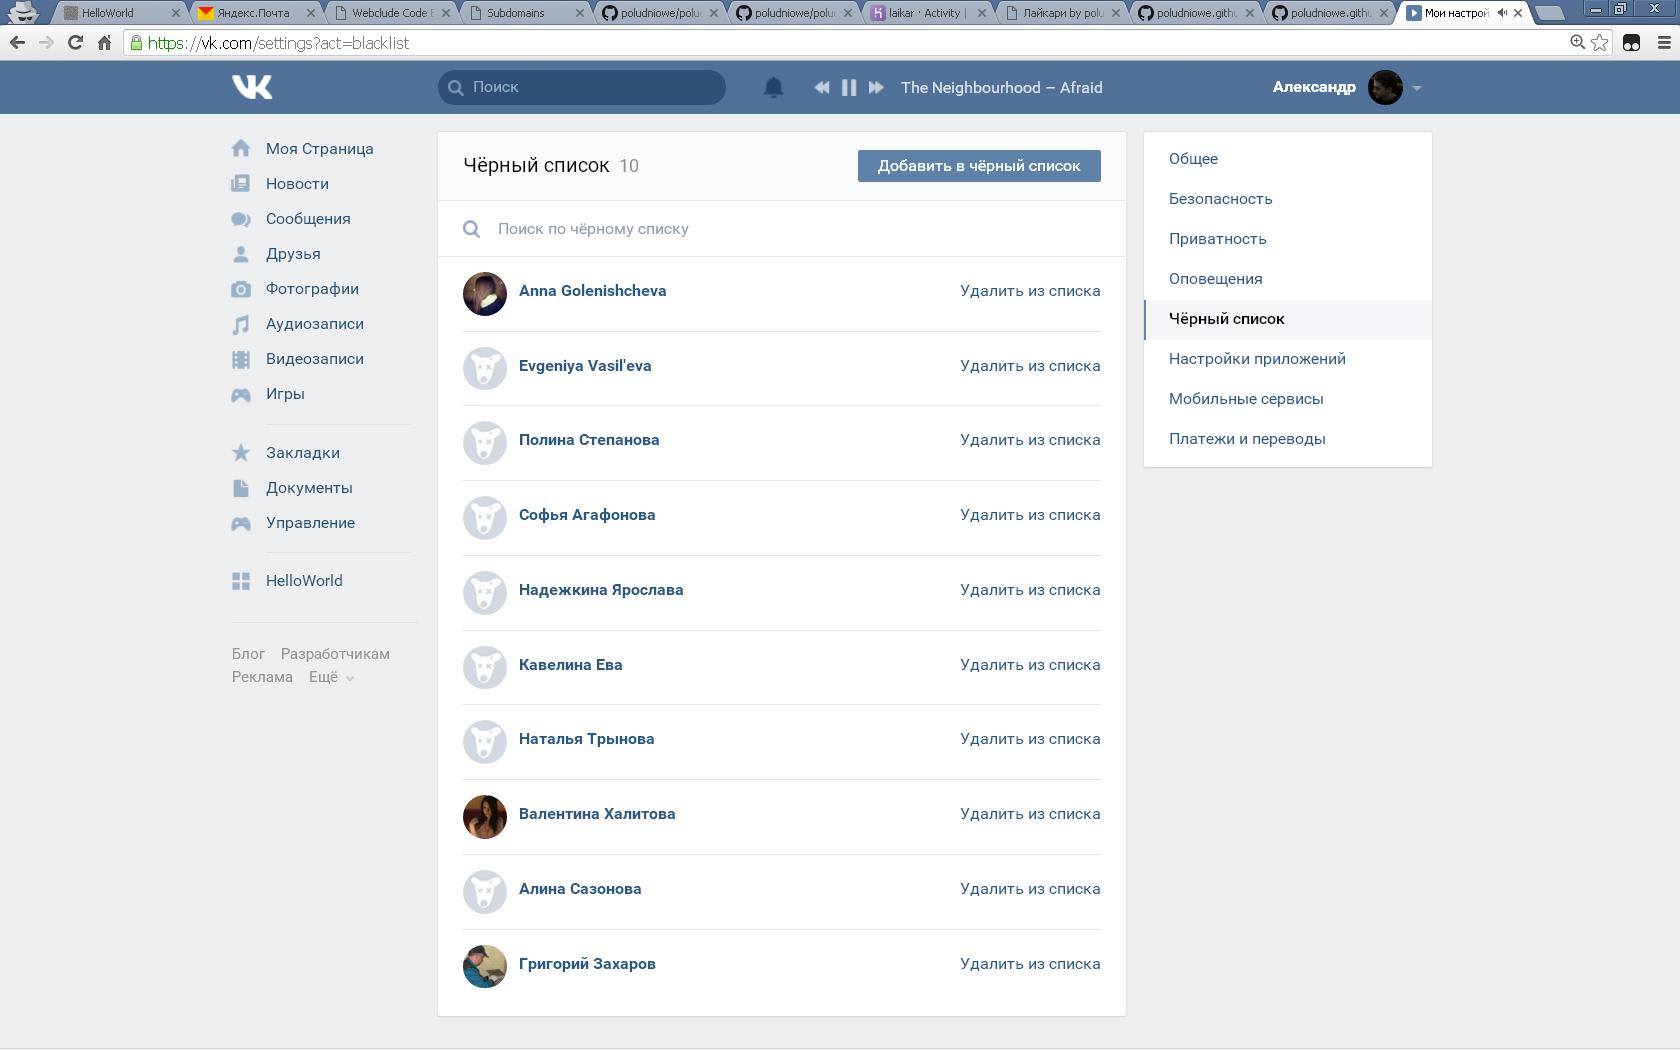 HelloWorld
Яндекс.Почта
Webclude Code
Subdomains
poludniowe/polu
poludniowe/polu
laikar · Activity |
Лайкари by polu
poludniowe.githu
poludniowe.githu
Мои настрой
https://vk.com/settings?act=blacklist
Поиск
The Neighbourhood – Afraid
Александр
Моя Страница
Новости
Сообщения
Друзья
Фотографии
Аудиозаписи
Видеозаписи
Игры
Закладки
Документы
Управление
HelloWorld
Блог Разработчикам
Реклама Ещё
Чёрный список 10
Добавить в чёрный список
Поиск по чёрному списку
Anna Golenishcheva Удалить из списка
Evgeniya Vasil'eva Удалить из списка
Полина Степанова Удалить из списка
Софья Агафонова Удалить из списка
Надежкина Ярослава Удалить из списка
Кавелина Ева Удалить из списка
Наталья Трынова Удалить из списка
Валентина Халитова Удалить из списка
Алина Сазонова Удалить из списка
Григорий Захаров Удалить из списка
Общее
Безопасность
Приватность
Оповещения
Чёрный список
Настройки приложений
Мобильные сервисы
Платежи и переводы